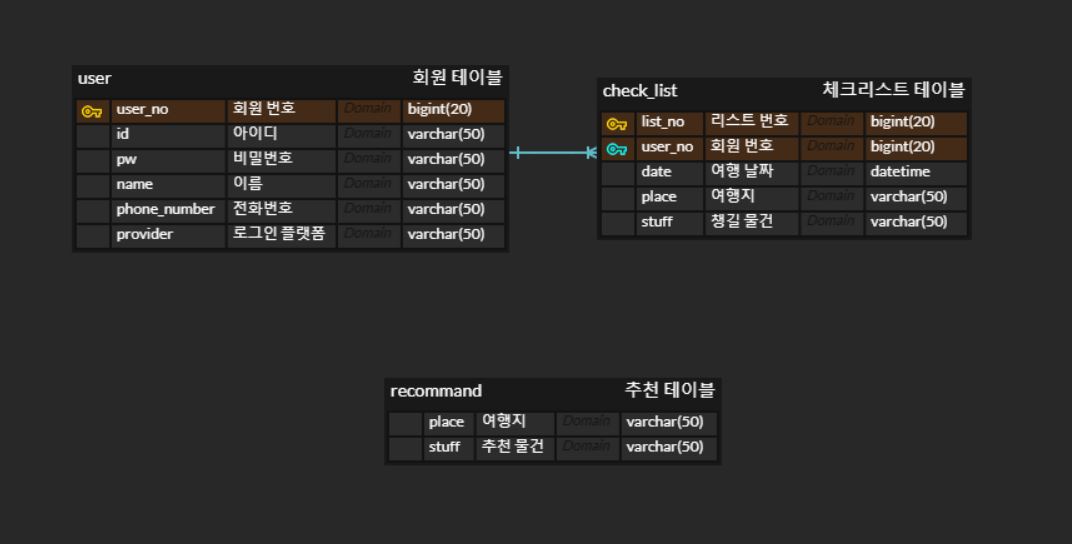 user 회원 테이블
user_no 회원 번호 Domain bigint(20)
id 아이디 Domain varchar(50)
pw 비밀번호 Domain varchar(50)
name 이름 Domain varchar(50)
phone_number 전화번호 Domain varchar(50)
provider 로그인 플랫폼 Domain varchar(50)
check_list 체크리스트 테이블
list_no 리스트 번호 Domain bigint(20)
user_no 회원 번호 Domain bigint(20)
date 여행 날짜 Domain datetime
place 여행지 Domain varchar(50)
stuff 챙길 물건 Domain varchar(50)
recommand 추천 테이블
place 여행지 Domain varchar(50)
stuff 추천 물건 Domain varchar(50)